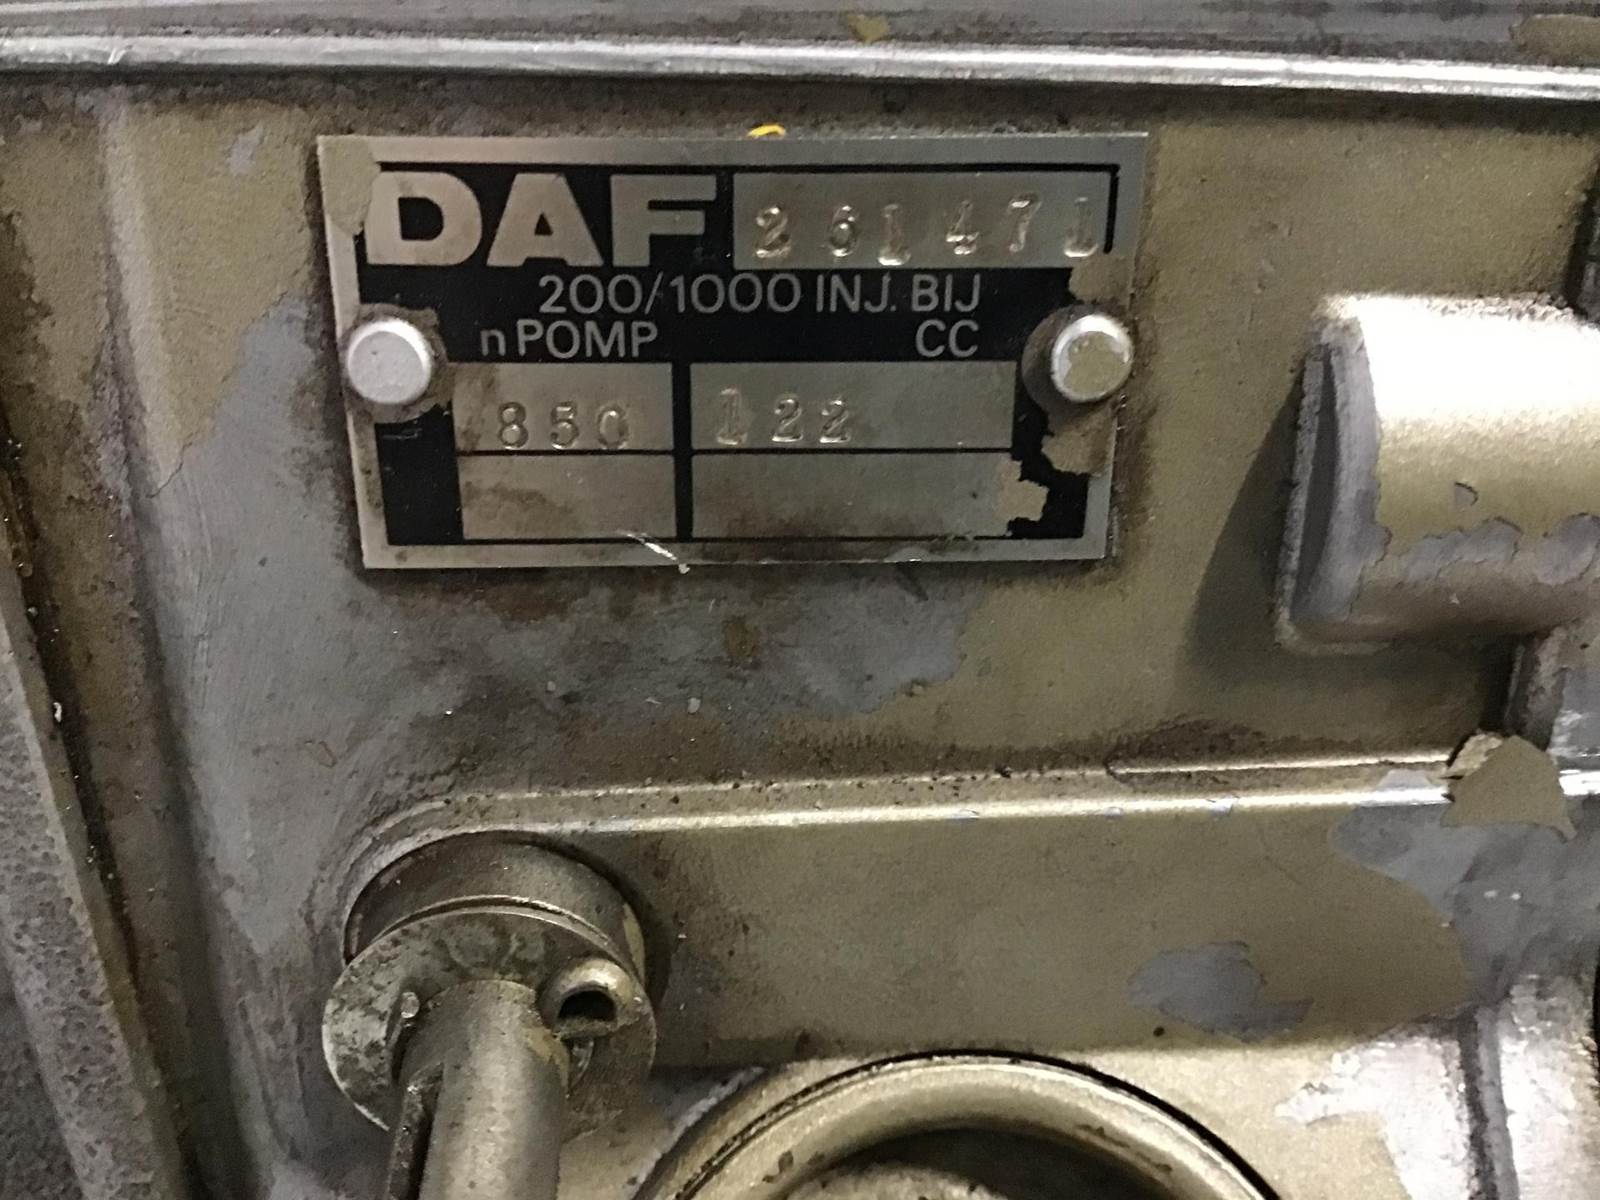 DAF 261471
200/1000 INJ. BIJ
n POMP CC
850 122